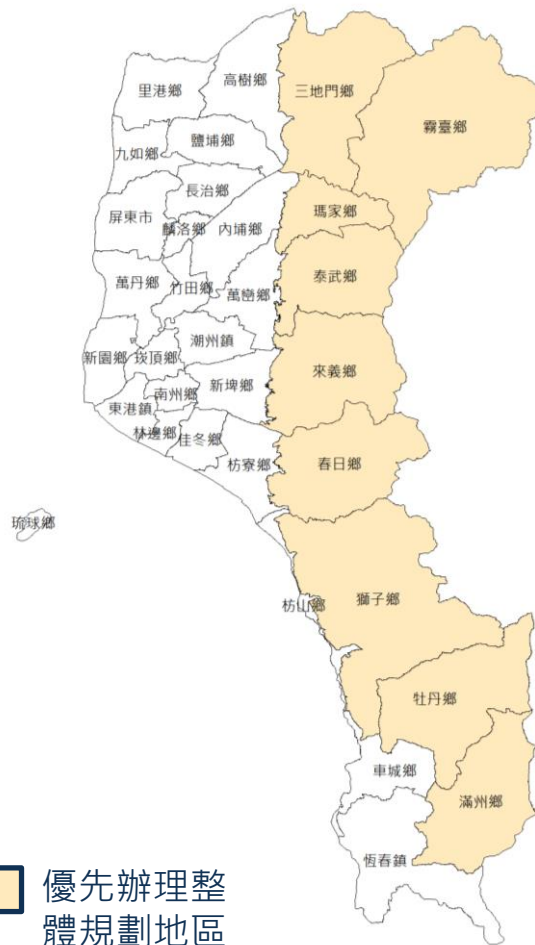 高樹鄉
里港鄉
三地門鄉
霧臺鄉
鹽埔鄉
九如鄉
長治鄉
屏東市
瑪家鄉
麟洛鄉
內埔鄉
泰武鄉
萬丹鄉
竹田鄉
萬巒鄉
潮州鎮
新園鄉
崁頂鄉
來義鄉
新埤鄉
南州鄉
東港鎮
林邊鄉
佳冬鄉
枋寮鄉
春日鄉
琉球鄉
獅子鄉
枋山鄉
牡丹鄉
車城鄉
滿州鄉
恆春鎮
優先辦理整
體規劃地區